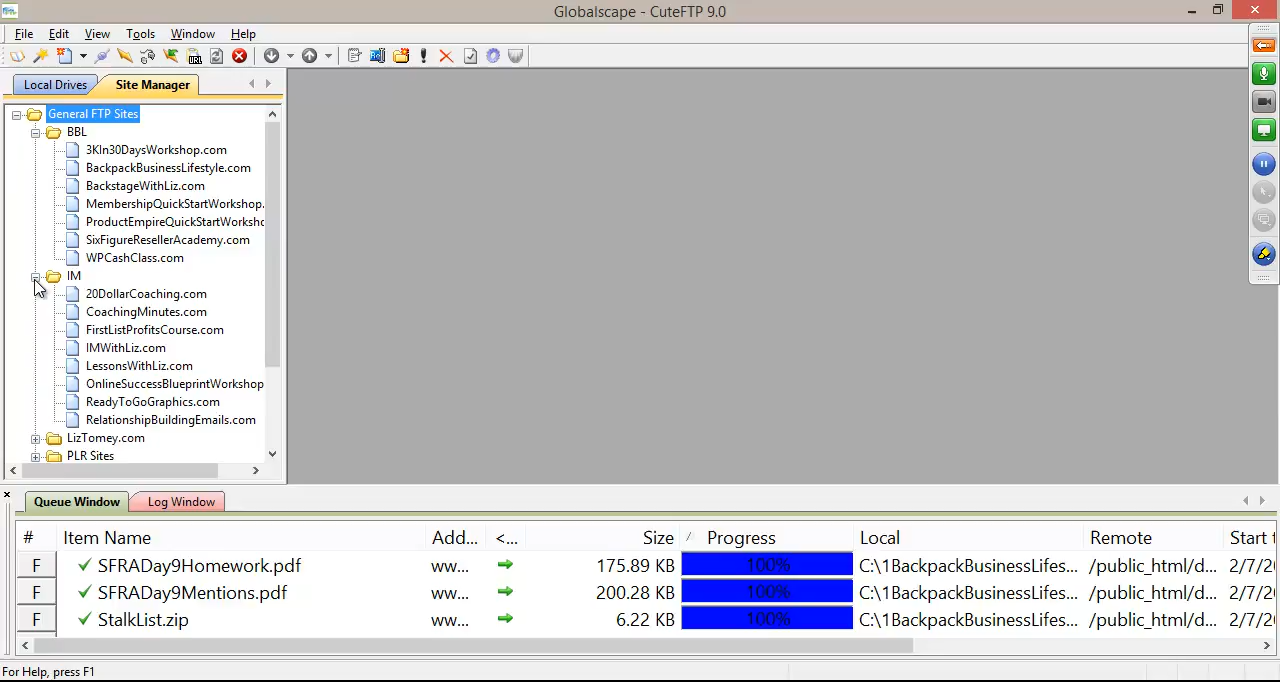 Globalscape - CuteFTP 9.0
File Edit View Tools Window Help
Local Drives Site Manager
General FTP Sites
BBL
3KIn30DaysWorkshop.com
BackpackBusinessLifestyle.com
BackstageWithLiz.com
MembershipQuickStartWorkshop.
ProductEmpireQuickStartWorksho
SixFigureResellerAcademy.com
WPCashClass.com
IM
20DollarCoaching.com
CoachingMinutes.com
FirstListProfitsCourse.com
IMWithLiz.com
LessonsWithLiz.com
OnlineSuccessBlueprintWorkshop
ReadyToGoGraphics.com
RelationshipBuildingEmails.com
LizTomey.com
PLR Sites
Queue Window Log Window
# Item Name Add... <... Size / Progress Local Remote Start t
F SFRADay9Homework.pdf ww... 175.89 KB 100% C:\1BackpackBusinessLifes... /public_html/d... 2/7/20
F SFRADay9Mentions.pdf ww... 200.28 KB 100% C:\1BackpackBusinessLifes... /public_html/d... 2/7/20
F StalkList.zip ww... 6.22 KB 100% C:\1BackpackBusinessLifes... /public_html/d... 2/7/20
For Help, press F1